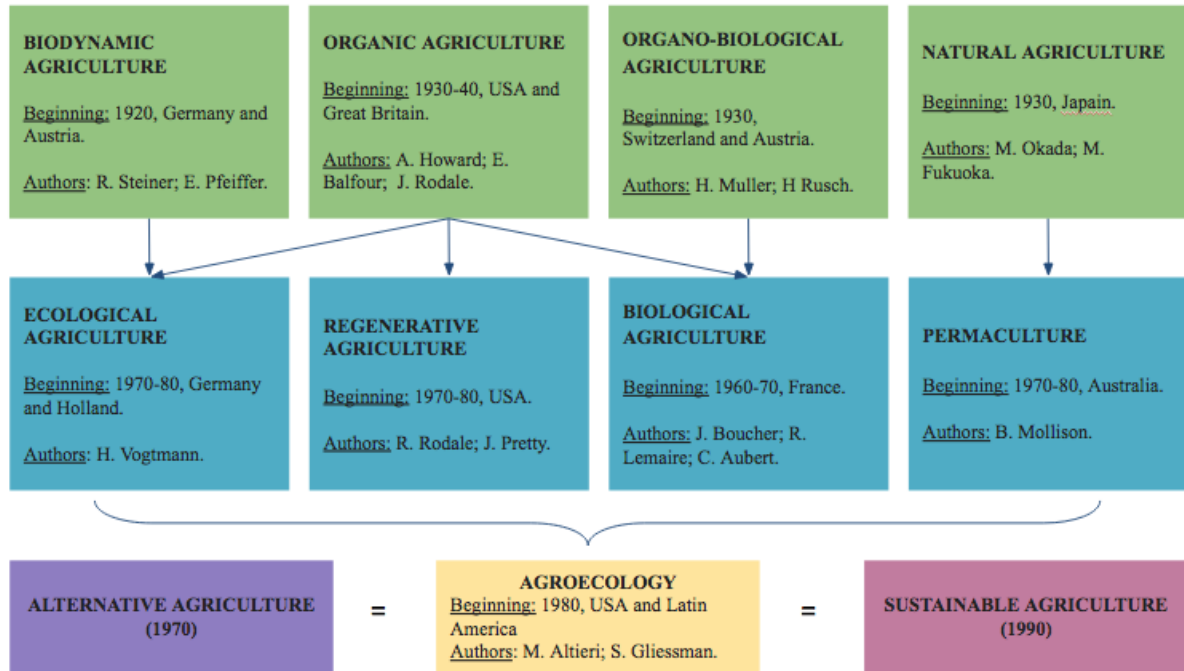 BIODYNAMIC
AGRICULTURE
Beginning: 1920, Germany and
Austria.
Authors: R. Steiner; E. Pfeiffer.
ORGANIC AGRICULTURE
Beginning: 1930-40, USA and
Great Britain.
Authors: A. Howard; E.
Balfour; J. Rodale.
ORGANO-BIOLOGICAL
AGRICULTURE
Beginning: 1930,
Switzerland and Austria.
Authors: H. Muller; H Rusch.
NATURAL AGRICULTURE
Beginning: 1930, Japain.
Authors: M. Okada; M.
Fukuoka.
ECOLOGICAL
AGRICULTURE
Beginning: 1970-80, Germany
and Holland.
Authors: H. Vogtmann.
REGENERATIVE
AGRICULTURE
Beginning: 1970-80, USA.
Authors: R. Rodale; J. Pretty.
BIOLOGICAL
AGRICULTURE
Beginning: 1960-70, France.
Authors: J. Boucher; R.
Lemaire; C. Aubert.
PERMACULTURE
Beginning: 1970-80, Australia.
Authors: B. Mollison.
ALTERNATIVE AGRICULTURE
(1970)
=
AGROECOLOGY
Beginning: 1980, USA and Latin
America
Authors: M. Altieri; S. Gliessman.
=
SUSTAINABLE AGRICULTURE
(1990)